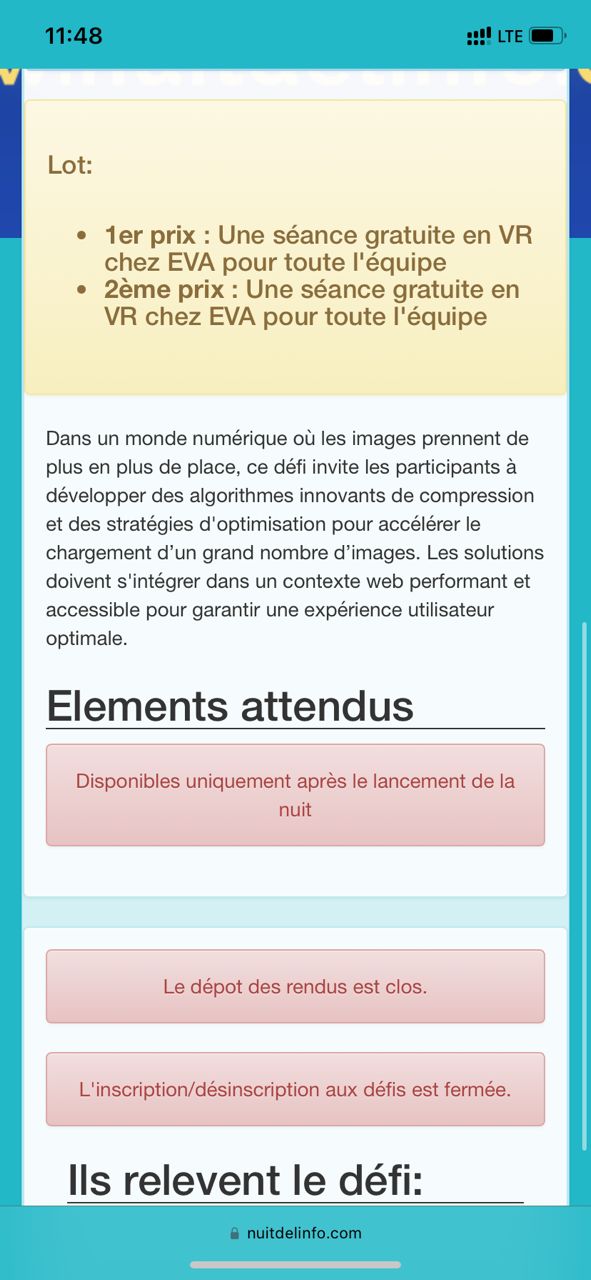 11:48
LTE
Lot:
• 1er prix : Une séance gratuite en VR
chez EVA pour toute l'équipe
• 2ème prix : Une séance gratuite en
VR chez EVA pour toute l'équipe
Dans un monde numérique où les images prennent de
plus en plus de place, ce défi invite les participants à
développer des algorithmes innovants de compression
et des stratégies d'optimisation pour accélérer le
chargement d’un grand nombre d’images. Les solutions
doivent s'intégrer dans un contexte web performant et
accessible pour garantir une expérience utilisateur
optimale.
Elements attendus
Disponibles uniquement après le lancement de la
nuit
Le dépot des rendus est clos.
L'inscription/désinscription aux défis est fermée.
Ils relevent le défi:
nuitdelinfo.com